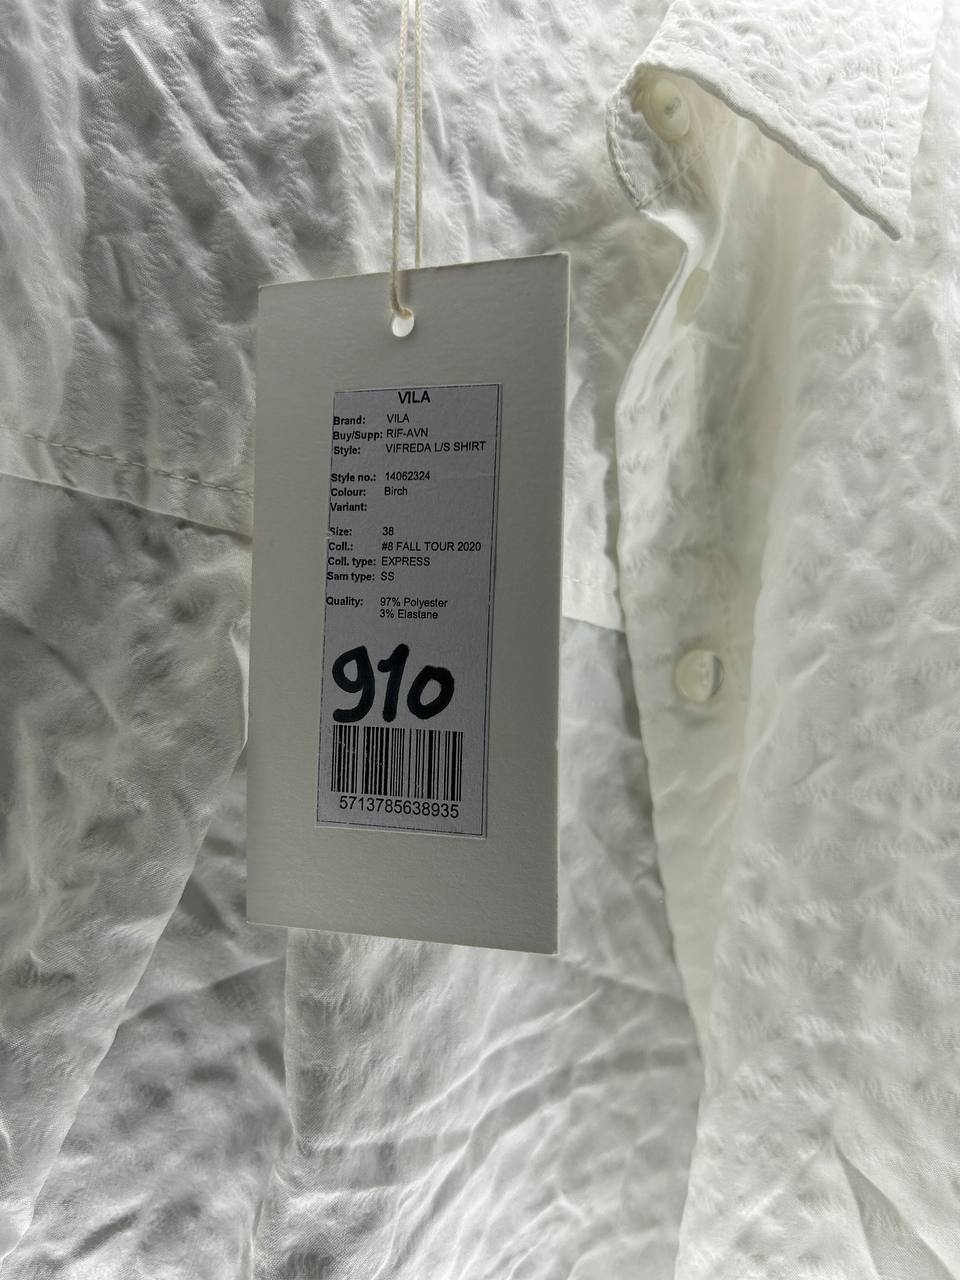 VILA
Brand: VILA
Buy/Supp: RIF-AVN
Style: VIFREDA L/S SHIRT
Style no.: 14062324
Colour: Birch
Variant:
Size: 38
Coll.: #8 FALL TOUR 2020
Coll. type: EXPRESS
Sam type: SS
Quality: 97% Polyester
3% Elastane
910
5713785638935